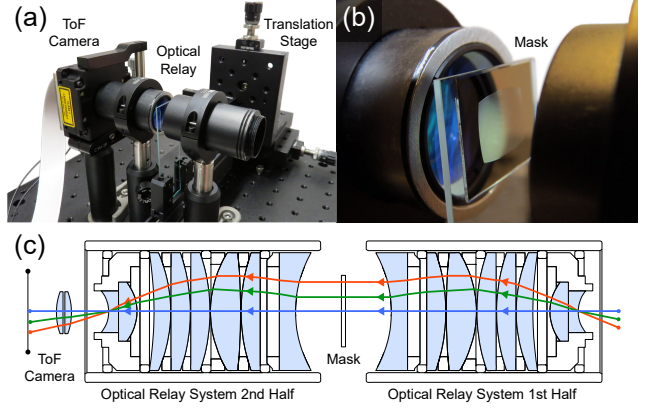 (a)
ToF
Camera
Optical
Relay
Translation
Stage
(b)
Mask
(c)
ToF
Camera
Mask
Optical Relay System 2nd Half
Optical Relay System 1st Half